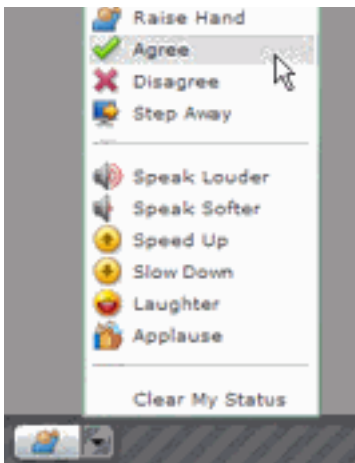 Raise Hand
Agree
Disagree
Step Away
Speak Louder
Speak Softer
Speed Up
Slow Down
Laughter
Applause
Clear My Status